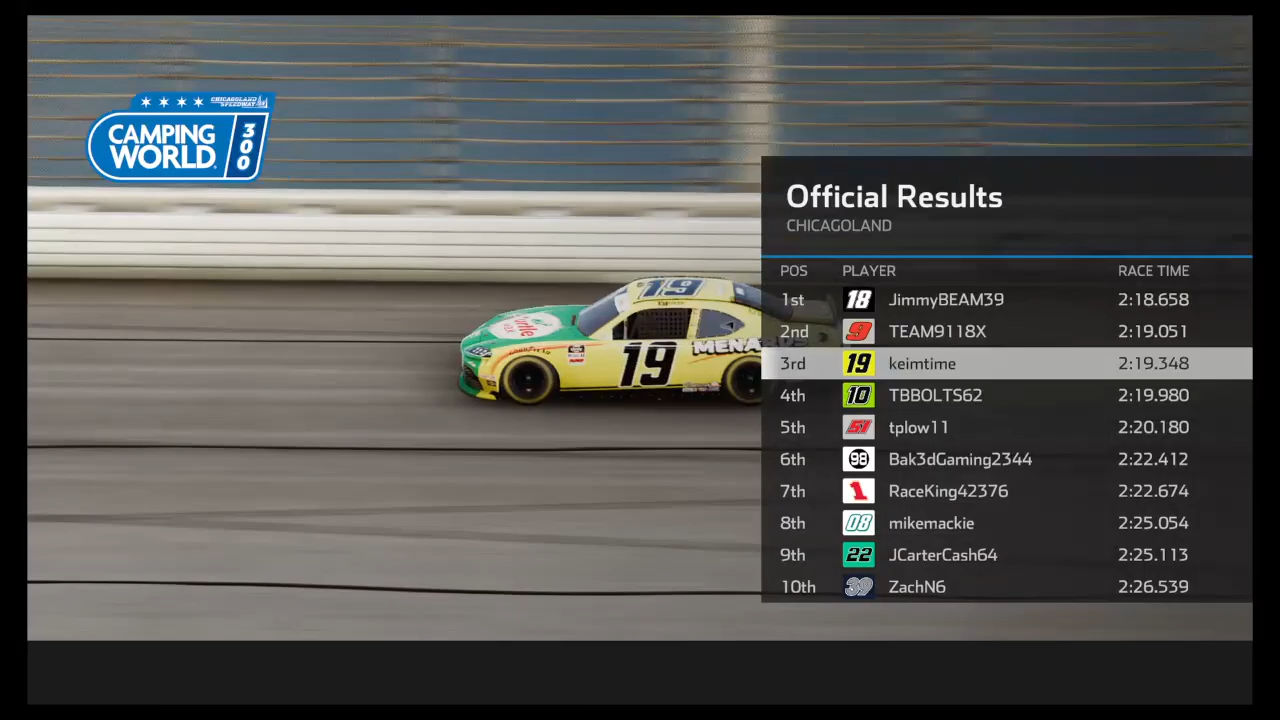 CHICAGOLAND
SPEEDWAY
CAMPING
WORLD
300
Official Results
CHICAGOLAND
POS PLAYER RACE TIME
1st 18 JimmyBEAM39 2:18.658
2nd 9 TEAM9118X 2:19.051
3rd 19 keimtime 2:19.348
4th 10 TBBOLTS62 2:19.980
5th 51 tplow11 2:20.180
6th 98 Bak3dGaming2344 2:22.412
7th 1 RaceKing42376 2:22.674
8th 08 mikemackie 2:25.054
9th 22 JCarterCash64 2:25.113
10th 39 ZachN6 2:26.539
19
Turtle
WAX
19
MENARDS